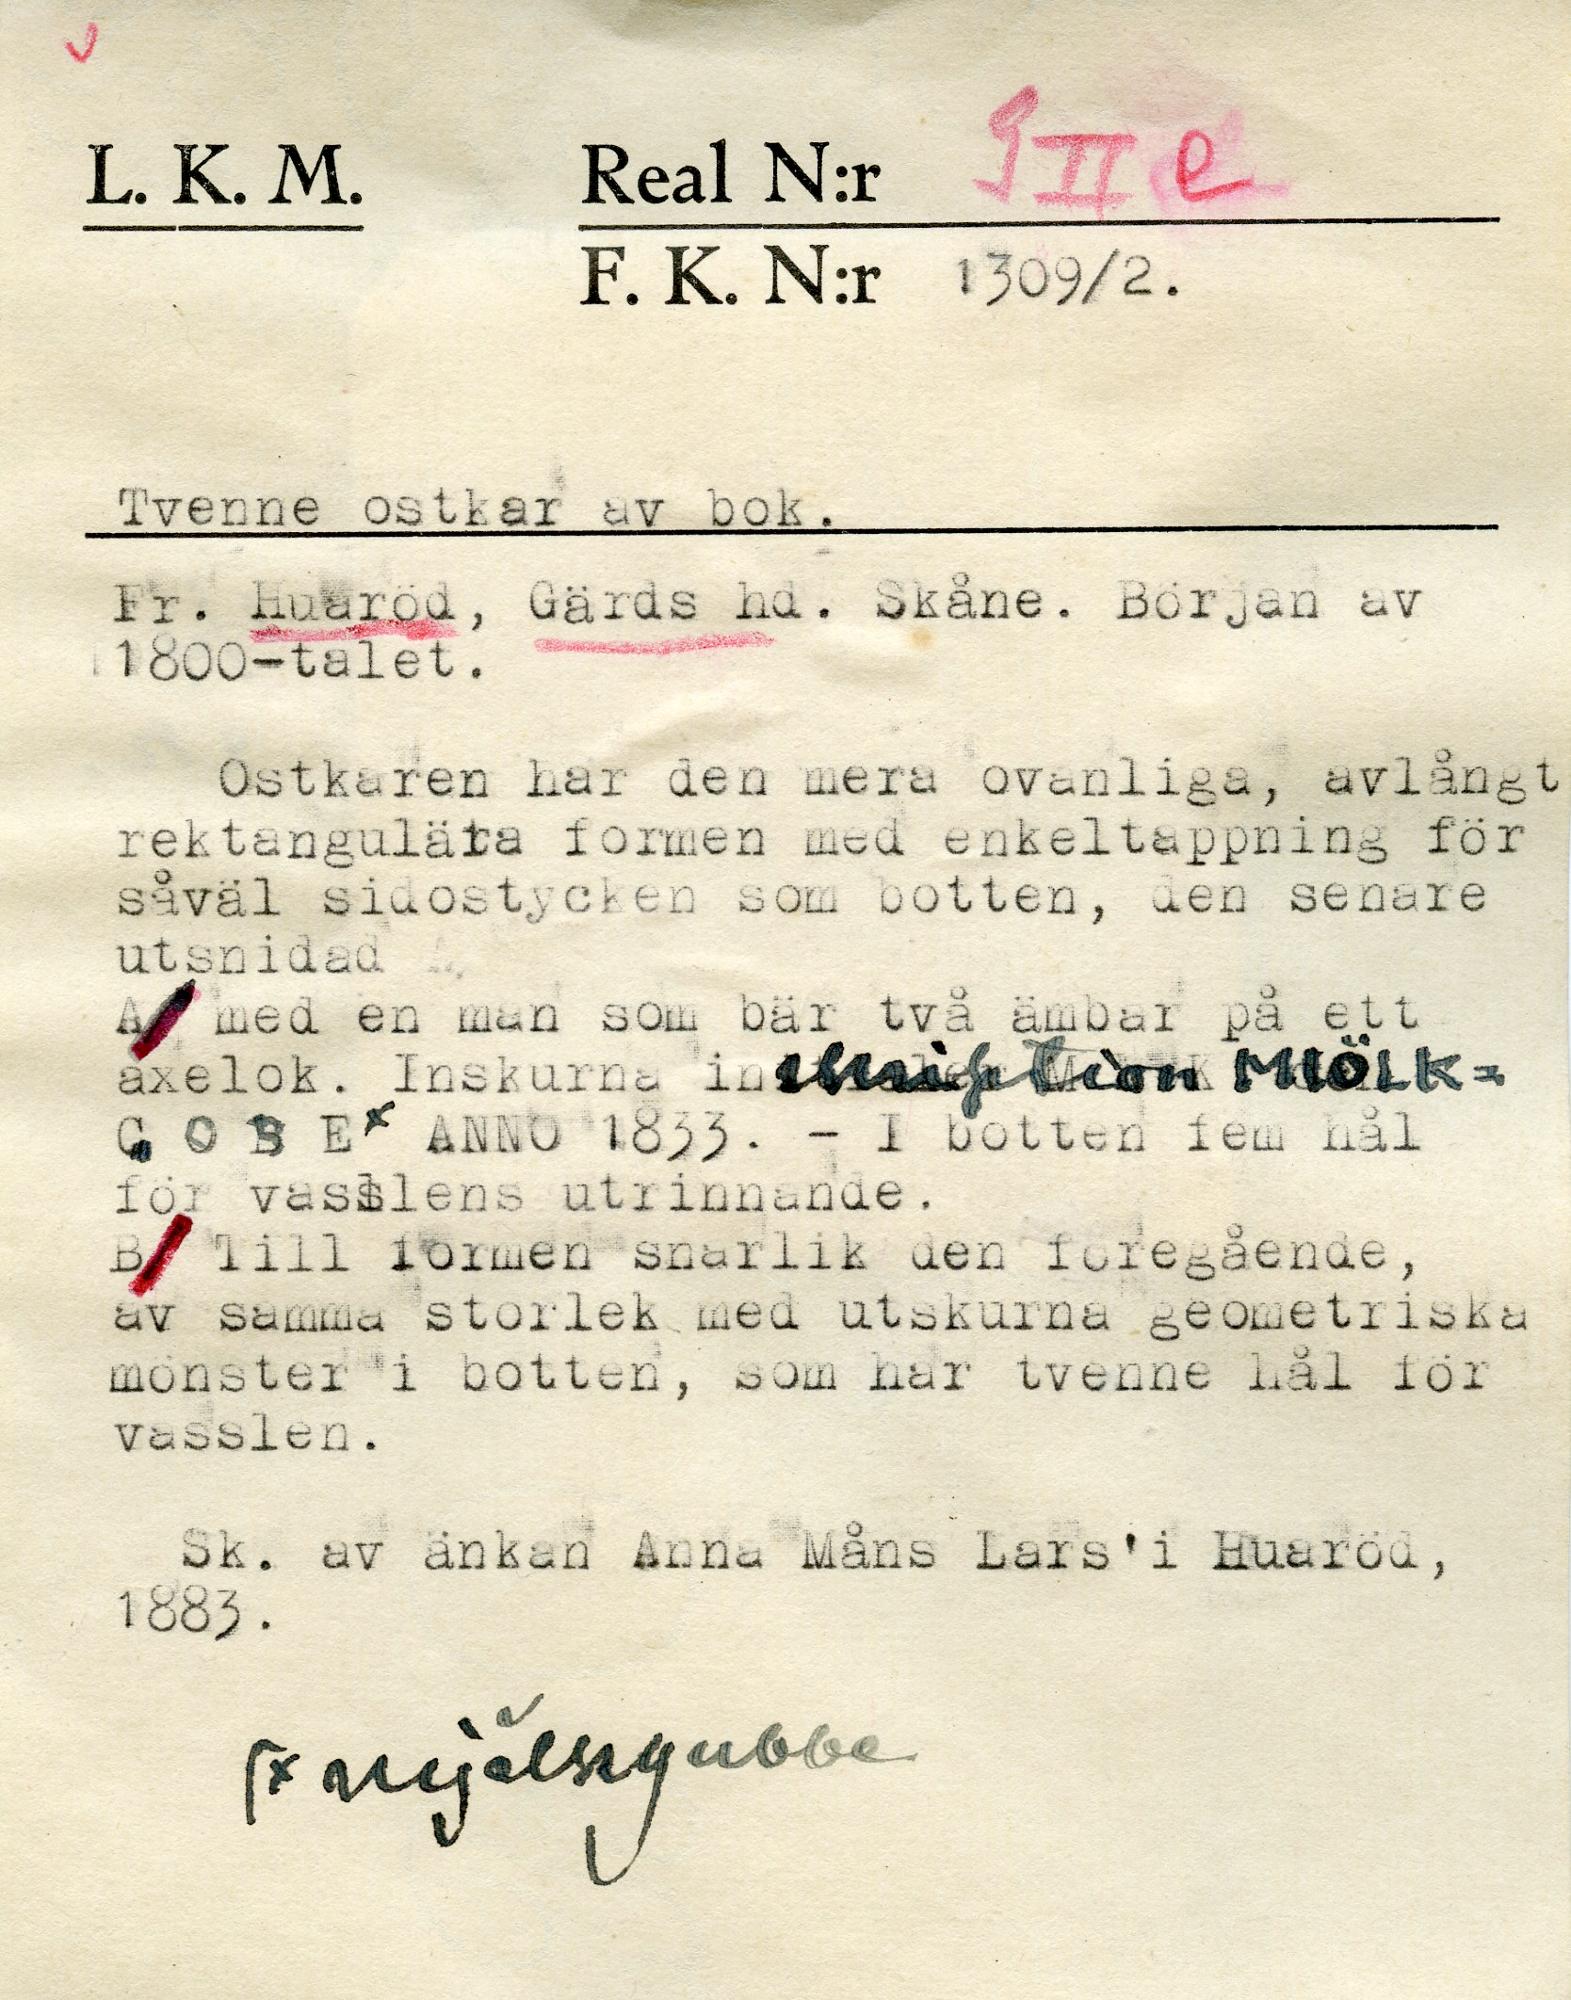 L. K. M. Real N:r II e
F. K. N:r 1309/2.
Tvenne ostkar av bok.
Fr. Huaröd, Gärds hd. Skåne. Början av
1800-talet.
Ostkaren har den mera ovanliga, avlångt
rektangulära formen med enkeltappning för
såväl sidostycken som botten, den senare
utsnidad
A/ med en man som bär två ämbar på ett
axelok. Inskurna inskription MIÖLK=
G O B E x ANNO 1833. - I botten fem hål
för vasslens utrinnande.
B/ Till formen snarlik den föregående,
av samma storlek med utskurna geometriska
mönster i botten, som har tvenne hål för
vasslen.
Sk. av änkan Anna Måns Lars' i Huaröd,
1883.
x mjölkgubbe